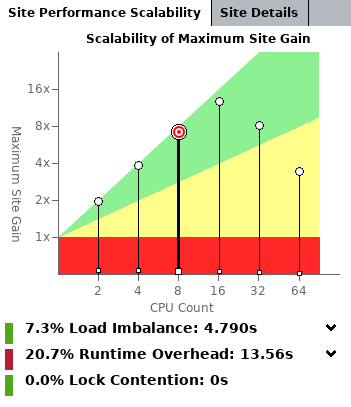 Site Performance Scalability
Site Details
Scalability of Maximum Site Gain
Maximum Site Gain
16x
8x
4x
2x
1x
2 4 8 16 32 64
CPU Count
7.3% Load Imbalance: 4.790s
20.7% Runtime Overhead: 13.56s
0.0% Lock Contention: 0s